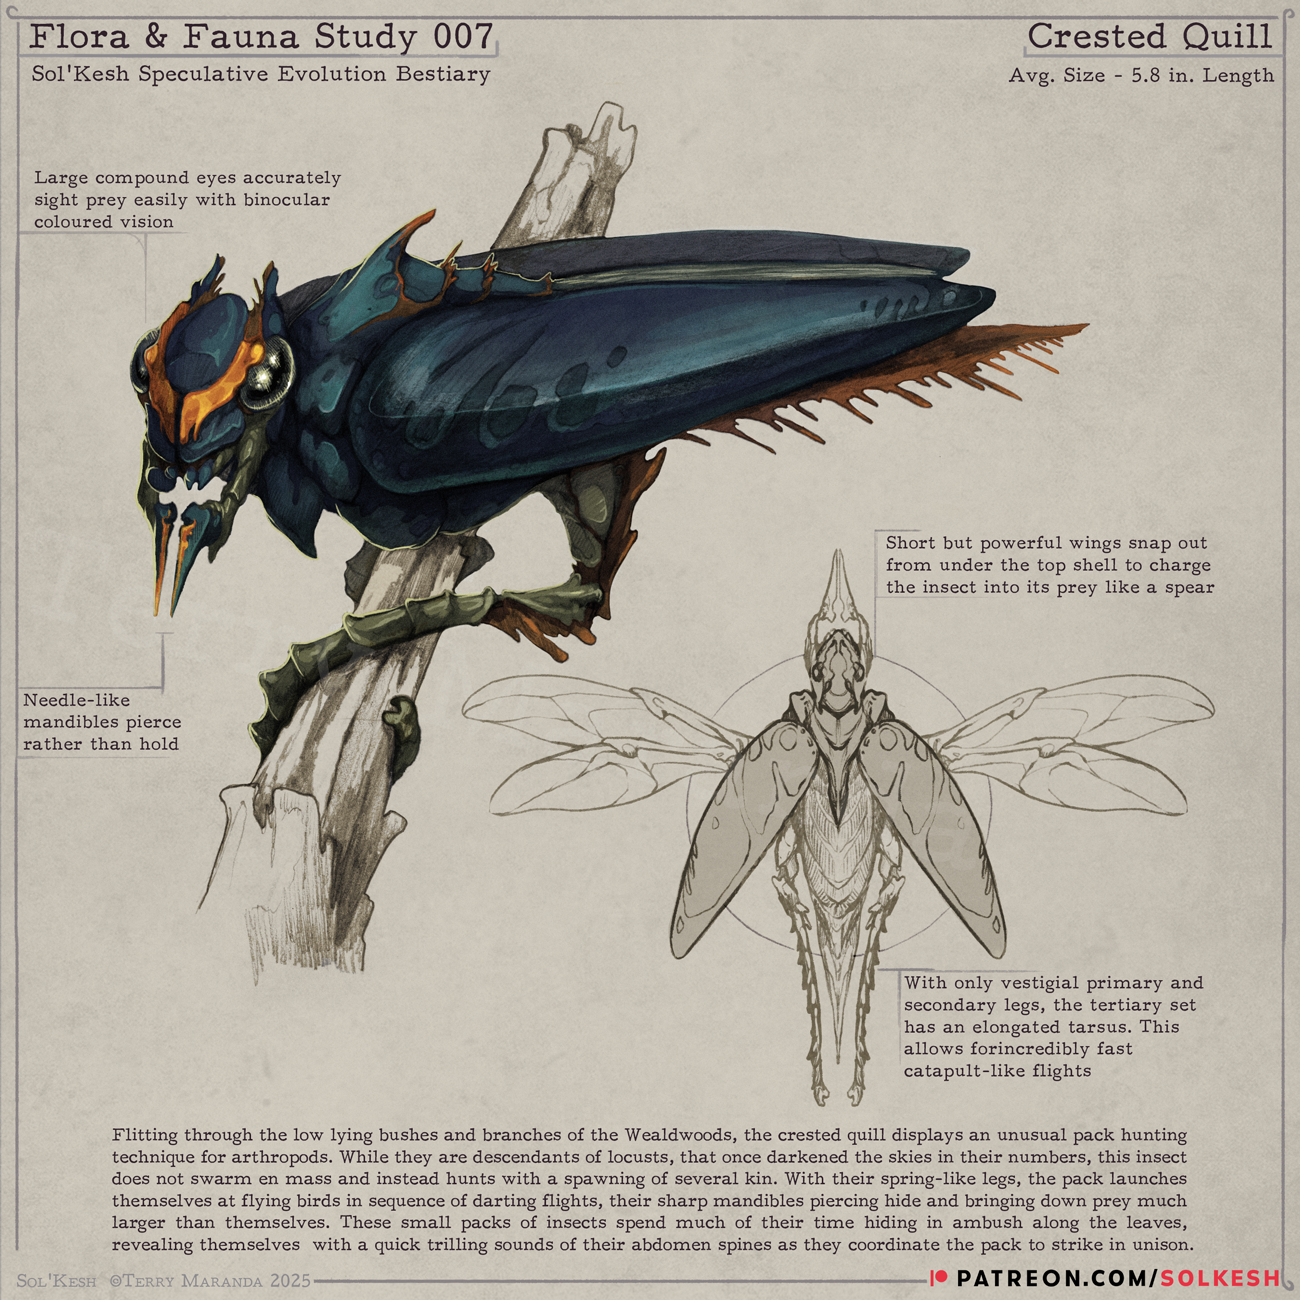 Flora & Fauna Study 007
Sol'Kesh Speculative Evolution Bestiary
Crested Quill
Avg. Size - 5.8 in. Length
Large compound eyes accurately
sight prey easily with binocular
coloured vision
Short but powerful wings snap out
from under the top shell to charge
the insect into its prey like a spear
Needle-like
mandibles pierce
rather than hold
With only vestigial primary and
secondary legs, the tertiary set
has an elongated tarsus. This
allows forincredibly fast
catapult-like flights
Flitting through the low lying bushes and branches of the Wealdwoods, the crested quill displays an unusual pack hunting
technique for arthropods. While they are descendants of locusts, that once darkened the skies in their numbers, this insect
does not swarm en mass and instead hunts with a spawning of several kin. With their spring-like legs, the pack launches
themselves at flying birds in sequence of darting flights, their sharp mandibles piercing hide and bringing down prey much
larger than themselves. These small packs of insects spend much of their time hiding in ambush along the leaves,
revealing themselves  with a quick trilling sounds of their abdomen spines as they coordinate the pack to strike in unison.
Sol'Kesh ©Terry Maranda 2025
PATREON.COM/SOLKESH